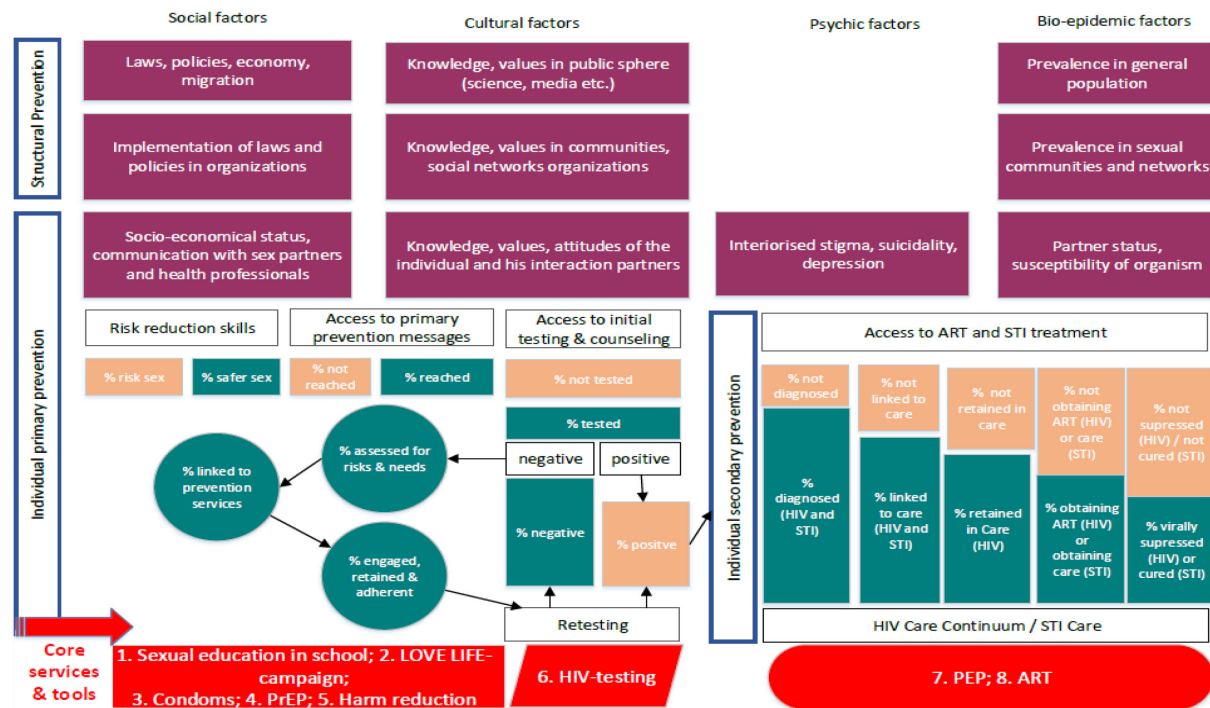 Social factors
Cultural factors
Psychic factors
Bio-epidemic factors
Structural Prevention
Laws, policies, economy,
migration
Knowledge, values in public sphere
(science, media etc.)
Prevalence in general
population
Implementation of laws and
policies in organizations
Knowledge, values in communities,
social networks organizations
Prevalence in sexual
communities and networks
Individual primary prevention
Socio-economical status,
communication with sex partners
and health professionals
Knowledge, values, attitudes of the
individual and his interaction partners
Interiorised stigma, suicidality,
depression
Partner status,
susceptibility of organism
Risk reduction skills
Access to primary
prevention messages
Access to initial
testing & counseling
% risk sex
% safer sex
% not
reached
% reached
% not tested
% tested
negative
positive
% assessed for
risks & needs
% linked to
prevention
services
% engaged,
retained &
adherent
% negative
% positve
Retesting
Individual secondary prevention
Access to ART and STI treatment
% not
diagnosed
% not
linked to
care
% not
retained in
care
% not
obtaining
ART (HIV)
or care
(STI)
% not
supressed
(HIV) / not
cured (STI)
%
diagnosed
(HIV and
STI)
% linked
to care
(HIV and
STI)
% retained
in Care
(HIV)
% obtaining
ART (HIV)
or
obtaining
care (STI)
% virally
supressed
(HIV) or
cured (STI)
HIV Care Continuum / STI Care
Core
services
& tools
1. Sexual education in school; 2. LOVE LIFE-
campaign;
3. Condoms; 4. PrEP; 5. Harm reduction
6. HIV-testing
7. PEP; 8. ART